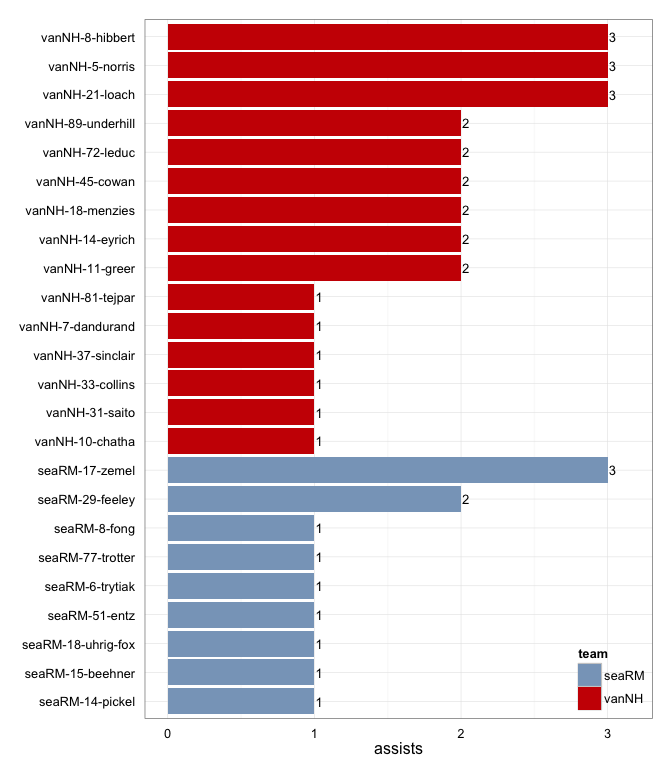 vanNH-8-hibbert 3
vanNH-5-norris 3
vanNH-21-loach 3
vanNH-89-underhill 2
vanNH-72-leduc 2
vanNH-45-cowan 2
vanNH-18-menzies 2
vanNH-14-eyrich 2
vanNH-11-greer 2
vanNH-81-tejpar 1
vanNH-7-dandurand 1
vanNH-37-sinclair 1
vanNH-33-collins 1
vanNH-31-saito 1
vanNH-10-chatha 1
seaRM-17-zemel 3
seaRM-29-feeley 2
seaRM-8-fong 1
seaRM-77-trotter 1
seaRM-6-trytiak 1
seaRM-51-entz 1
seaRM-18-uhrig-fox 1
seaRM-15-beehner 1
seaRM-14-pickel 1
team
seaRM
vanNH
0 1 2 3
assists